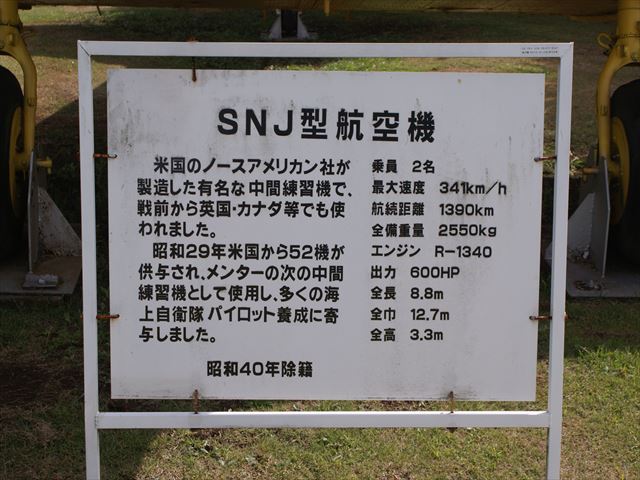 SNJ型航空機
米国のノースアメリカン社が
製造した有名な中間練習機で、
戦前から英国・カナダ等でも使
われました。
昭和29年米国から52機が
供与され、メンターの次の中間
練習機として使用し、多くの海
上自衛隊パイロット養成に寄
与しました。
昭和40年除籍
乗員 2名
最大速度 341km/h
航続距離 1390km
全備重量 2550kg
エンジン R-1340
出力 600HP
全長 8.8m
全巾 12.7m
全高 3.3m